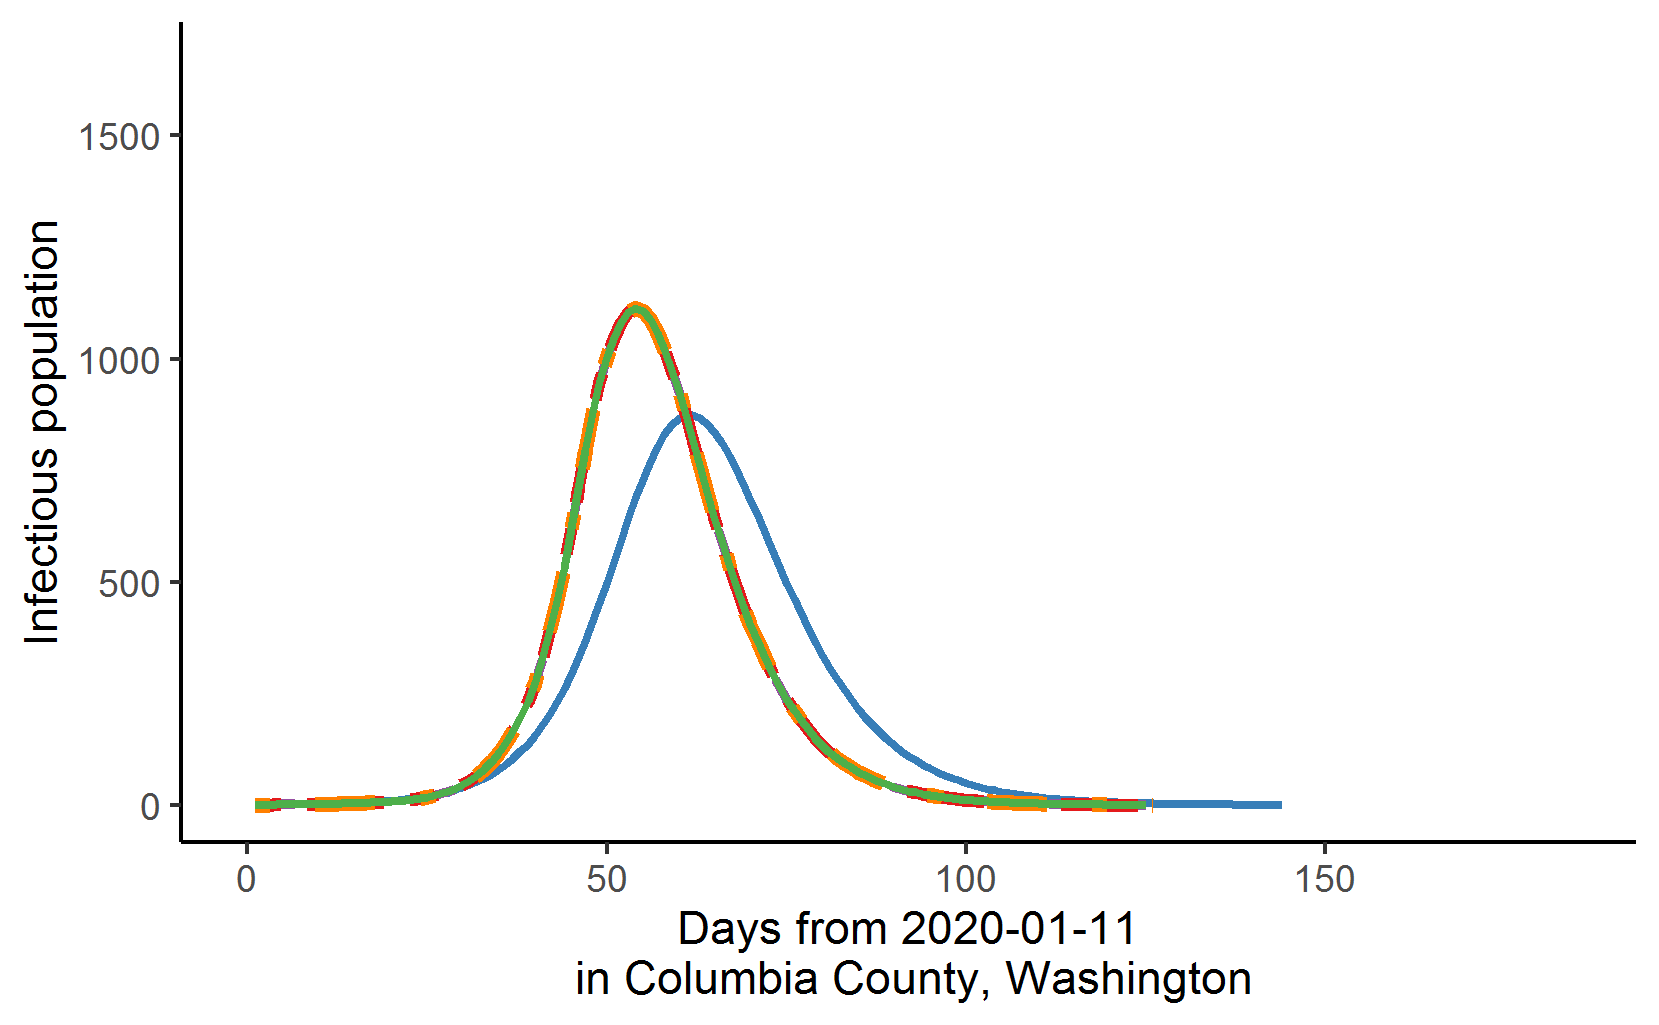 Infectious population
1500
1000
500
0
0 50 100 150
Days from 2020-01-11
in Columbia County, Washington